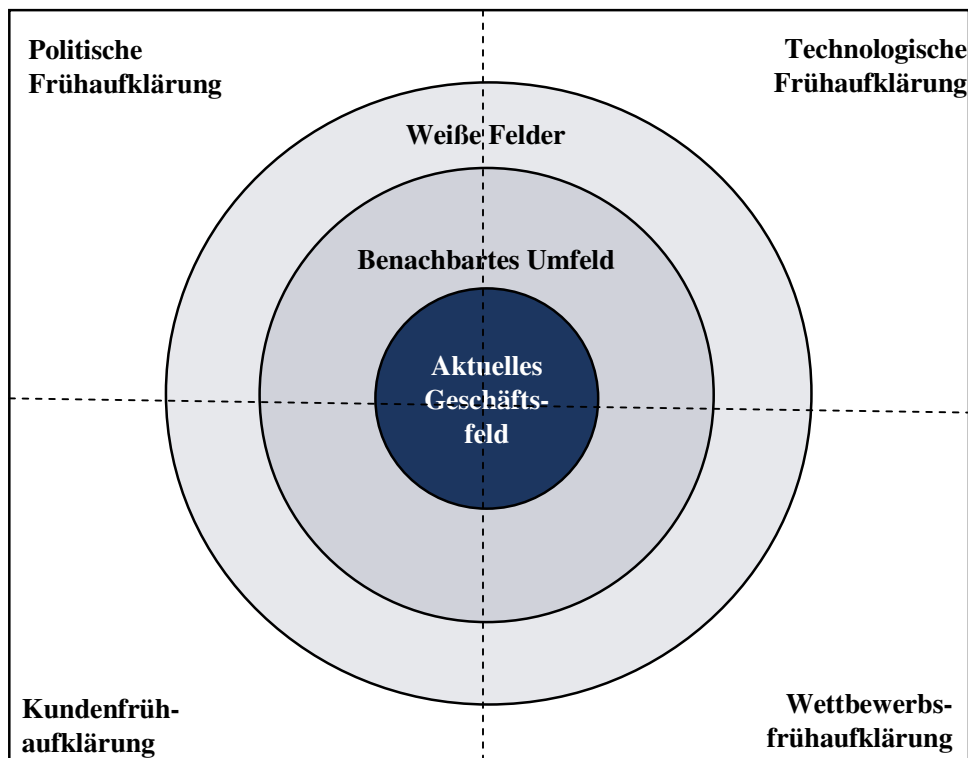 Politische
Frühaufklärung
Technologische
Frühaufklärung
Weiße Felder
Benachbartes Umfeld
Aktuelles
Geschäfts-
feld
Kundenfrüh-
aufklärung
Wettbewerbs-
frühaufklärung